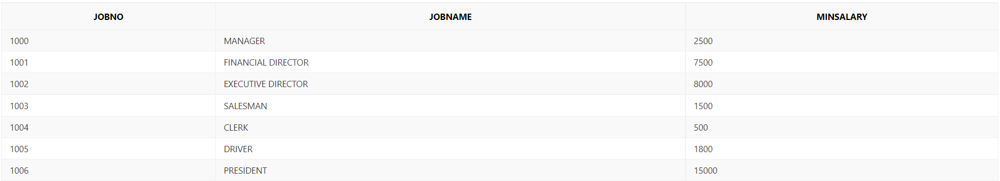 JOBNO JOBNAME MINSALARY
1000 MANAGER 2500
1001 FINANCIAL DIRECTOR 7500
1002 EXECUTIVE DIRECTOR 8000
1003 SALESMAN 1500
1004 CLERK 500
1005 DRIVER 1800
1006 PRESIDENT 15000